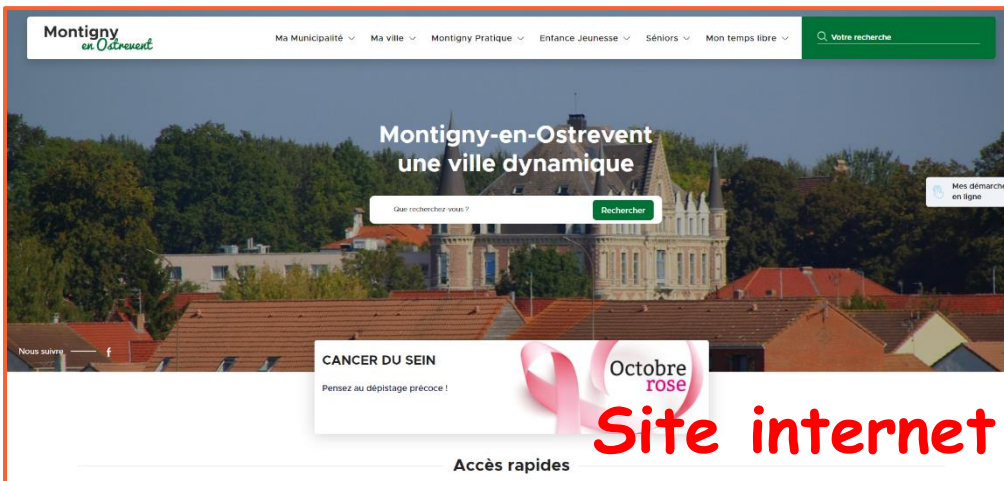 Montigny
en Ostrevent
Ma Municipalité
Ma ville
Montigny Pratique
Enfance Jeunesse
Séniors
Mon temps libre
Votre recherche
Montigny-en-Ostrevent
une ville dynamique
Que recherchez-vous ?
Rechercher
Mes démarche
en ligne
Nous suivre
f
CANCER DU SEIN
Pensez au dépistage précoce !
Octobre
rose
Site internet
Accès rapides